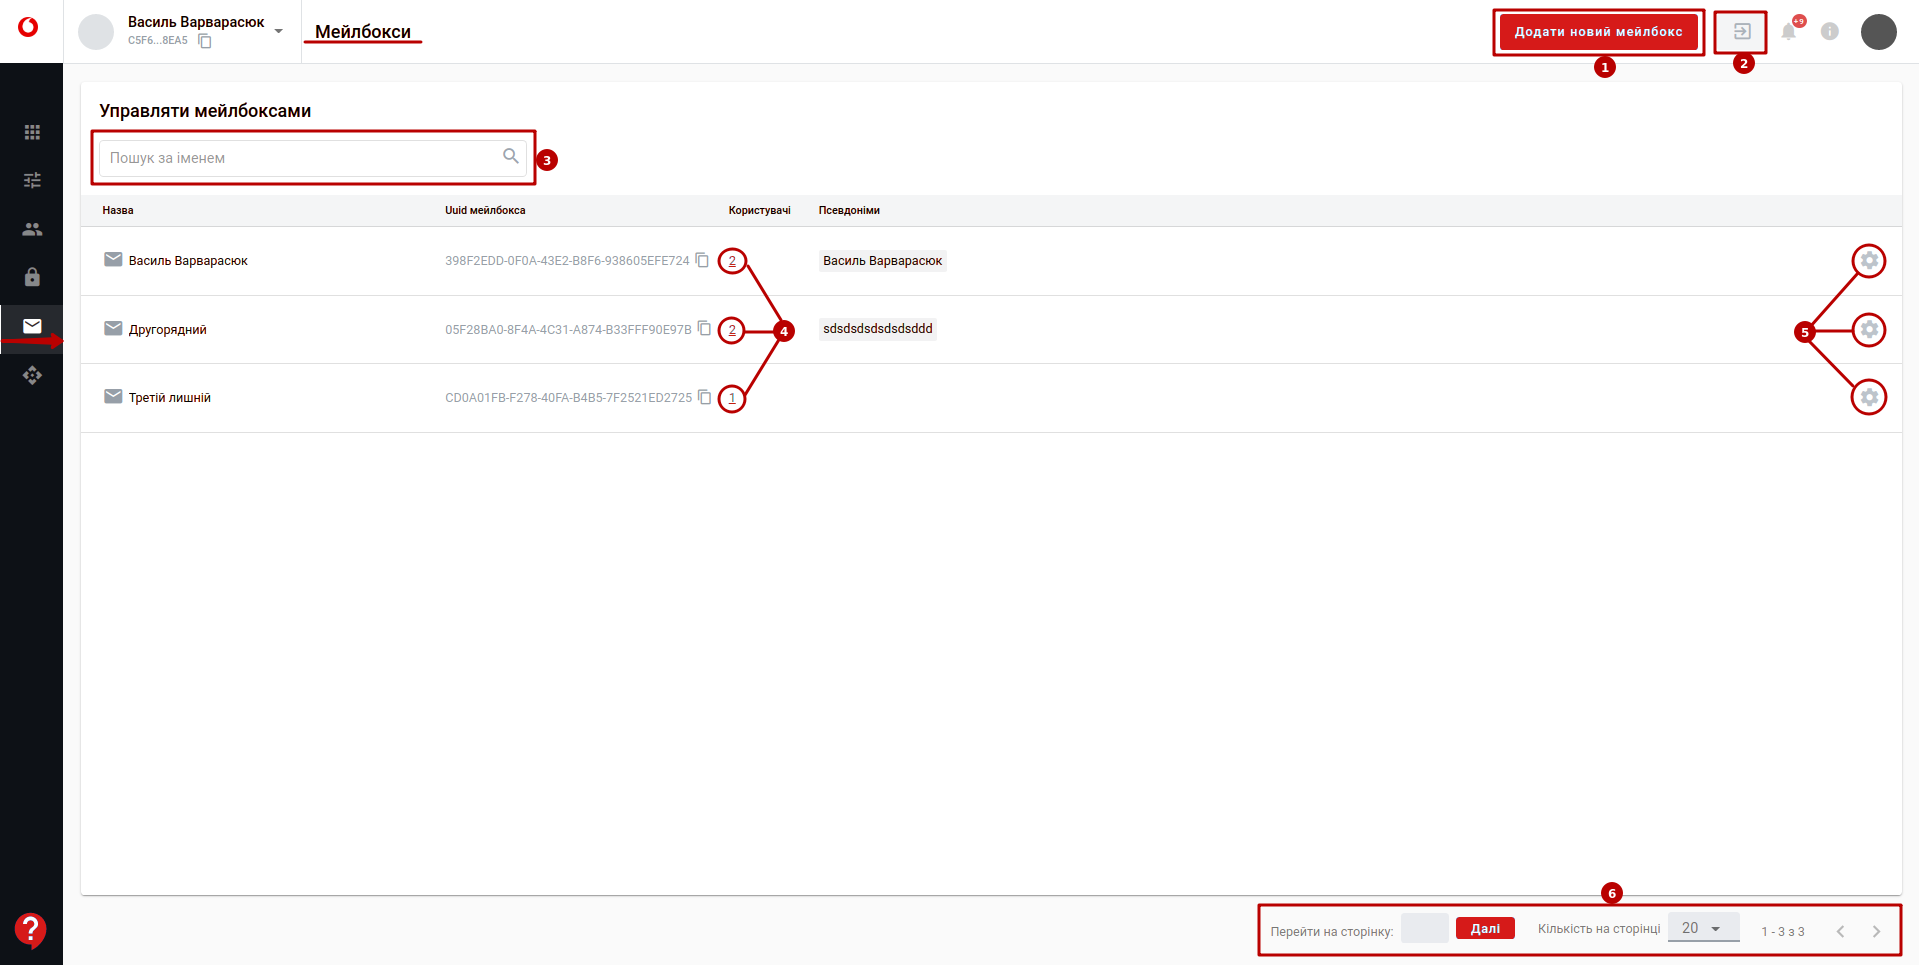 Василь Варварасюк
C5F6...8EA5
Мейлбокси
Додати новий мейлбокс
+9
1
2
Управляти мейлбоксами
Пошук за іменем
3
Назва Uuid мейлбокса Користувачі Псевдоніми
Василь Варварасюк 398F2EDD-0F0A-43E2-B8F6-938605EFE724 2 Василь Варварасюк
Другорядний 05F28BA0-8F4A-4C31-A874-B33FFF90E97B 2 4 sdsdsdsdsdsdsddd 5
Третій лишній CD0A01FB-F278-40FA-B4B5-7F2521ED2725 1
6
?
Перейти на сторінку: Далі Кількість на сторінці 20 1 - 3 з 3